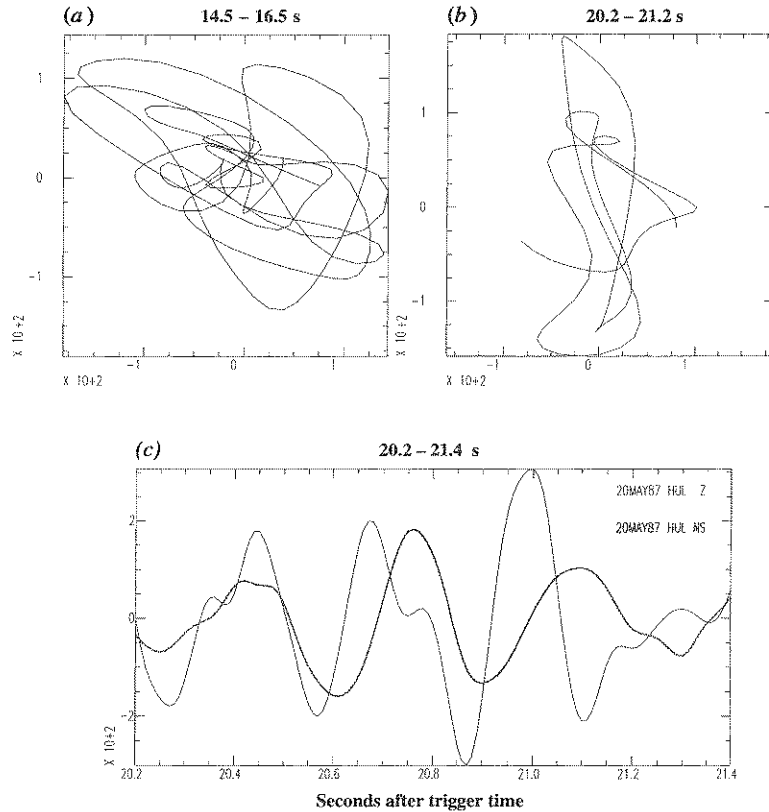 (a) 14.5 – 16.5 s
(b) 20.2 – 21.2 s
1
0
-1
X 10+2
-1 0 1
X 10+2
1
0
-1
X 10+2
-1 0 1
X 10+2
(c) 20.2 – 21.4 s
20MAY87 HUL Z
20MAY87 HUL NS
2
0
-2
X 10+2
20.2 20.4 20.6 20.8 21.0 21.2 21.4
Seconds after trigger time